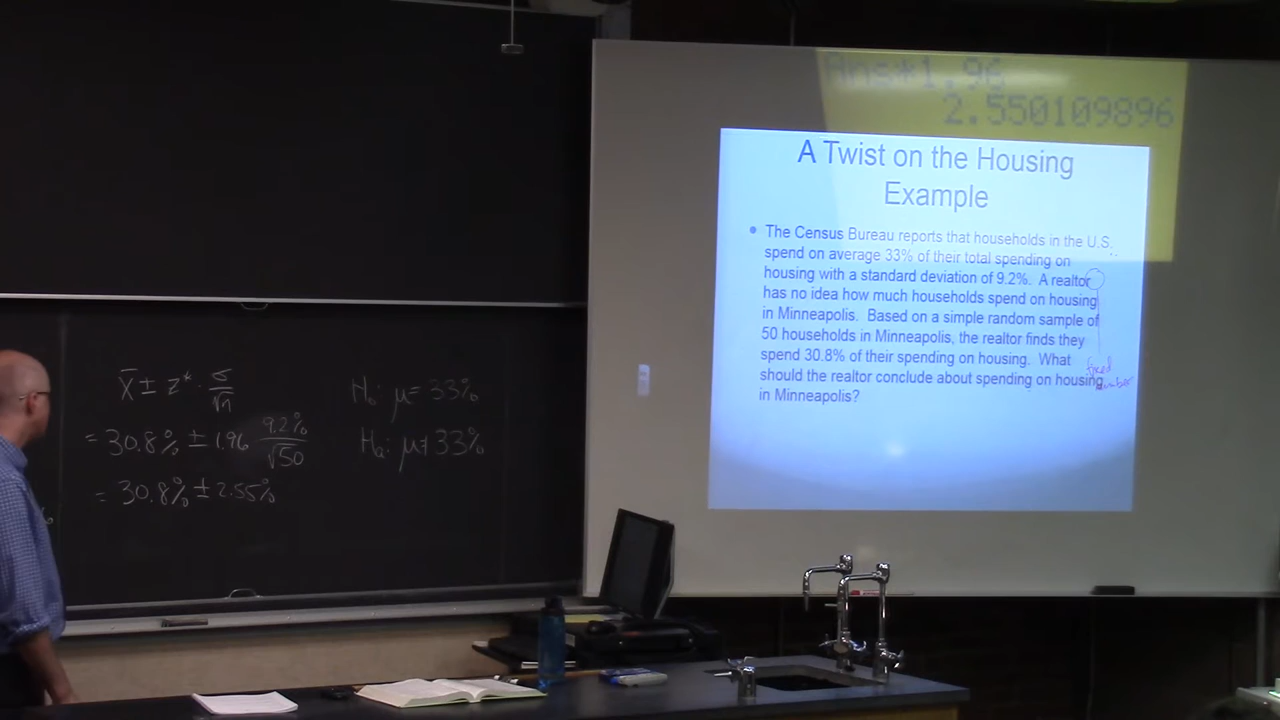 x̄ ± z* · σ/√n
= 30.8% ± 1.96 9.2%/√50
= 30.8% ± 2.55%
H₀: μ = 33%
Hₐ: μ ≠ 33%
Ans*1.96
2.550109896
A Twist on the Housing
Example
• The Census Bureau reports that households in the U.S.
spend on average 33% of their total spending on
housing with a standard deviation of 9.2%. A realtor
has no idea how much households spend on housing
in Minneapolis. Based on a simple random sample of
50 households in Minneapolis, the realtor finds they
spend 30.8% of their spending on housing. What
should the realtor conclude about spending on housing
in Minneapolis?
fixed
number